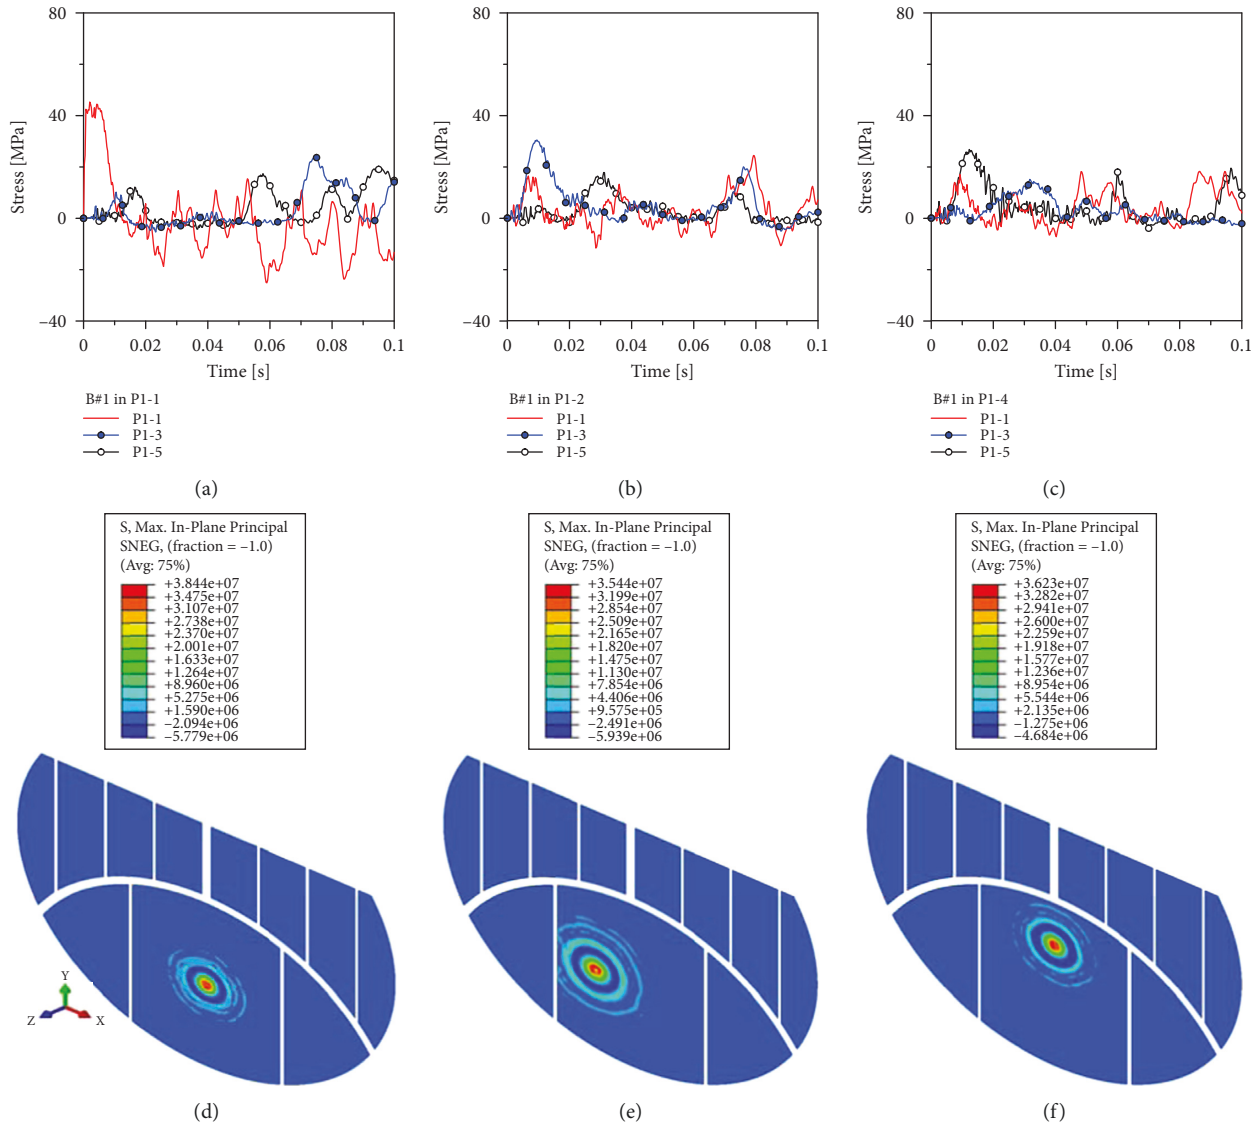 80
40
0
−40
Stress [MPa]
0
0.02
0.04
0.06
0.08
0.1
Time [s]
B#1 in P1-1
P1-1
P1-3
P1-5
(a)
80
40
0
−40
Stress [MPa]
0
0.02
0.04
0.06
0.08
0.1
Time [s]
B#1 in P1-2
P1-1
P1-3
P1-5
(b)
80
40
0
−40
Stress [MPa]
0
0.02
0.04
0.06
0.08
0.1
Time [s]
B#1 in P1-4
P1-1
P1-3
P1-5
(c)
S, Max. In-Plane Principal
SNEG, (fraction = −1.0)
(Avg: 75%)
+3.844e+07
+3.475e+07
+3.107e+07
+2.738e+07
+2.370e+07
+2.001e+07
+1.633e+07
+1.264e+07
+8.960e+06
+5.275e+06
+1.590e+06
−2.094e+06
−5.779e+06
Y
Z
X
(d)
S, Max. In-Plane Principal
SNEG, (fraction = −1.0)
(Avg: 75%)
+3.544e+07
+3.199e+07
+2.854e+07
+2.509e+07
+2.165e+07
+1.820e+07
+1.475e+07
+1.130e+07
+7.854e+06
+4.406e+06
+9.575e+05
−2.491e+06
−5.939e+06
(e)
S, Max. In-Plane Principal
SNEG, (fraction = −1.0)
(Avg: 75%)
+3.623e+07
+3.282e+07
+2.941e+07
+2.600e+07
+2.259e+07
+1.918e+07
+1.577e+07
+1.236e+07
+8.954e+06
+5.544e+06
+2.135e+06
−1.275e+06
−4.684e+06
(f)